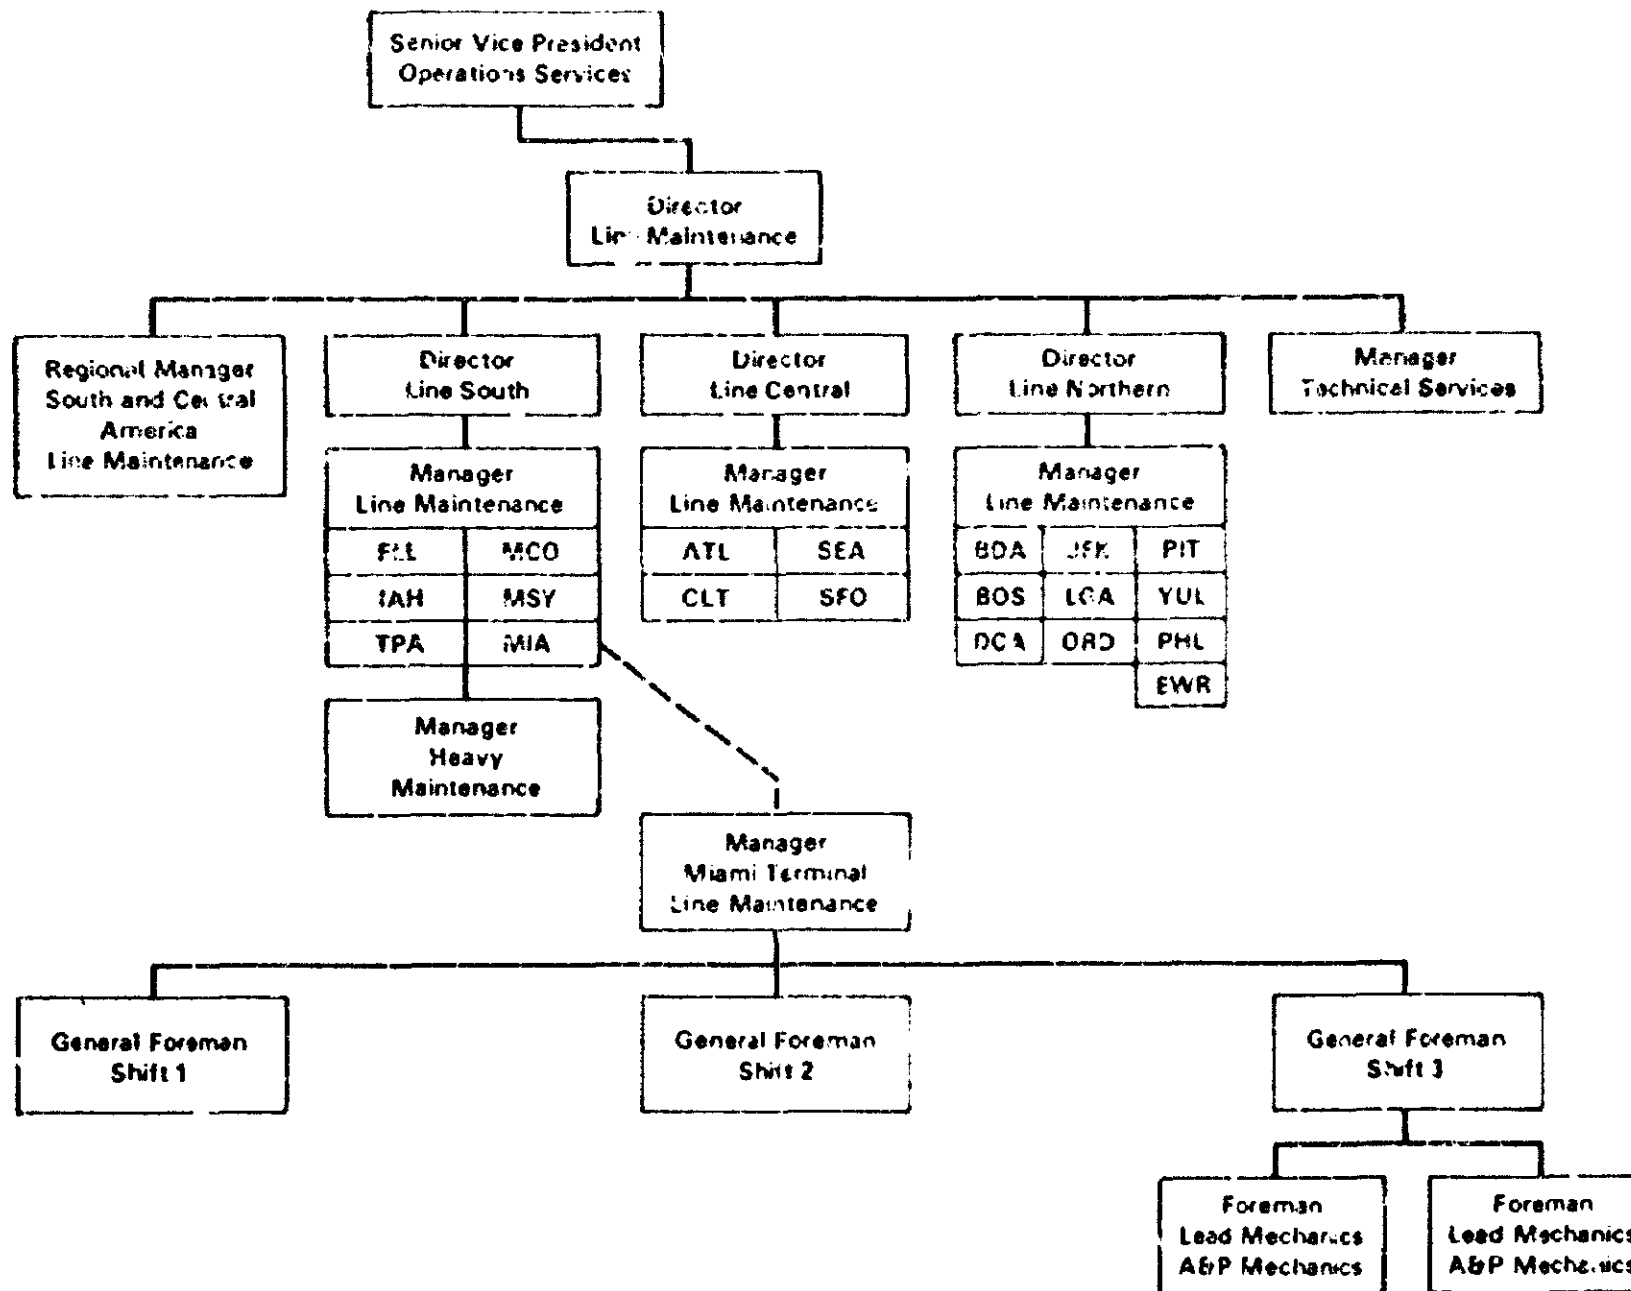 Senior Vice President
Operations Services
Director
Line Maintenance
Regional Manager
South and Central
America
Line Maintenance
Director
Line South
Director
Line Central
Director
Line Northern
Manager
Technical Services
Manager
Line Maintenance
FLL MCO
IAH MSY
TPA MIA
Manager
Line Maintenance
ATL SEA
CLT SFO
Manager
Line Maintenance
BDA JFK PIT
BOS LGA YUL
DCA ORD PHL
EWR
Manager
Heavy
Maintenance
Manager
Miami Terminal
Line Maintenance
General Foreman
Shift 1
General Foreman
Shift 2
General Foreman
Shift 3
Foreman
Lead Mechanics
A&P Mechanics
Foreman
Lead Mechanics
A&P Mechanics